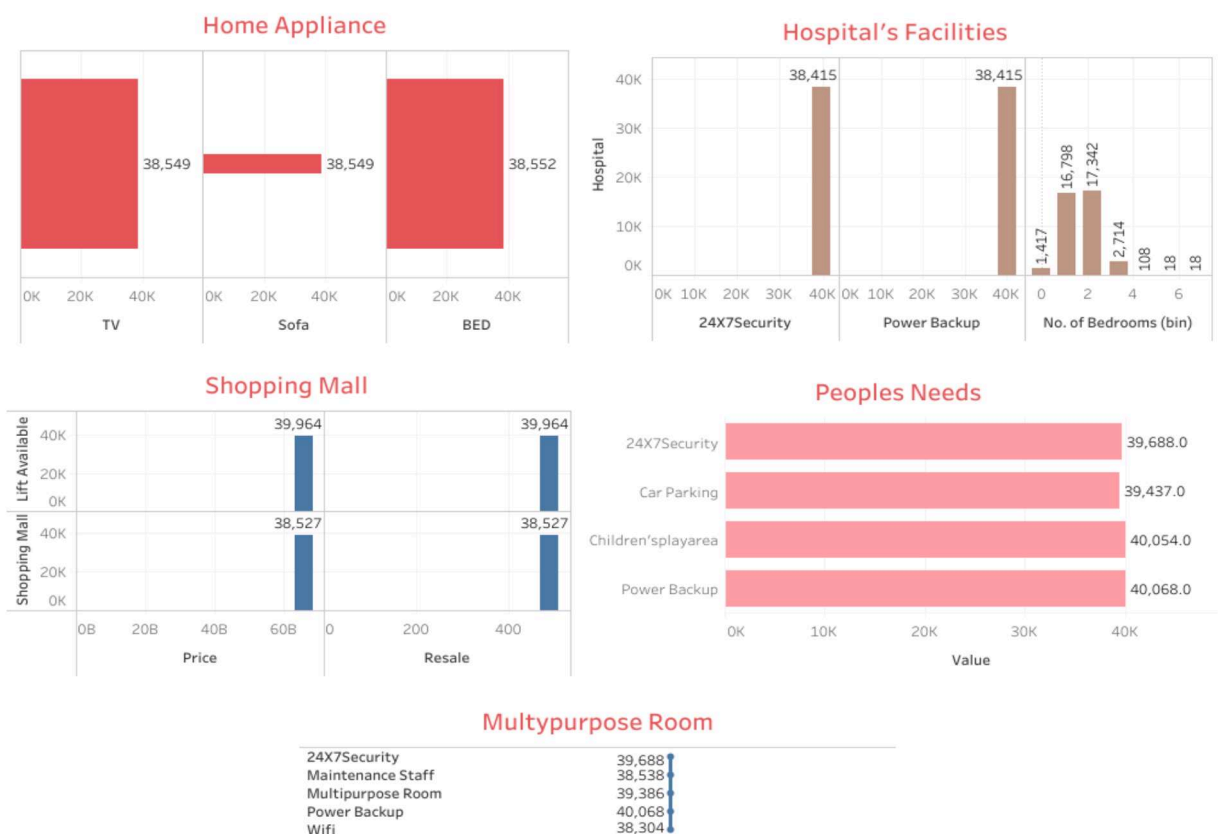 Home Appliance
38,549
38,549
38,552
0K 20K 40K 0K 20K 40K 0K 20K 40K
TV Sofa BED
Hospital's Facilities
Hospital
40K
30K
20K
10K
0K
38,415
38,415
1,417
16,798
17,342
2,714
108
18
18
0K 10K 20K 30K 40K 0K 10K 20K 30K 40K 0 2 4 6
24X7Security Power Backup No. of Bedrooms (bin)
Shopping Mall
Lift Available
40K
20K
0K
39,964
39,964
Shopping Mall
40K
20K
0K
38,527
38,527
0B 20B 40B 60B 0 200 400
Price Resale
Peoples Needs
24X7Security 39,688.0
Car Parking 39,437.0
Children'splayarea 40,054.0
Power Backup 40,068.0
0K 10K 20K 30K 40K
Value
Multypurpose Room
24X7Security 39,688
Maintenance Staff 38,538
Multipurpose Room 39,386
Power Backup 40,068
Wifi 38,304